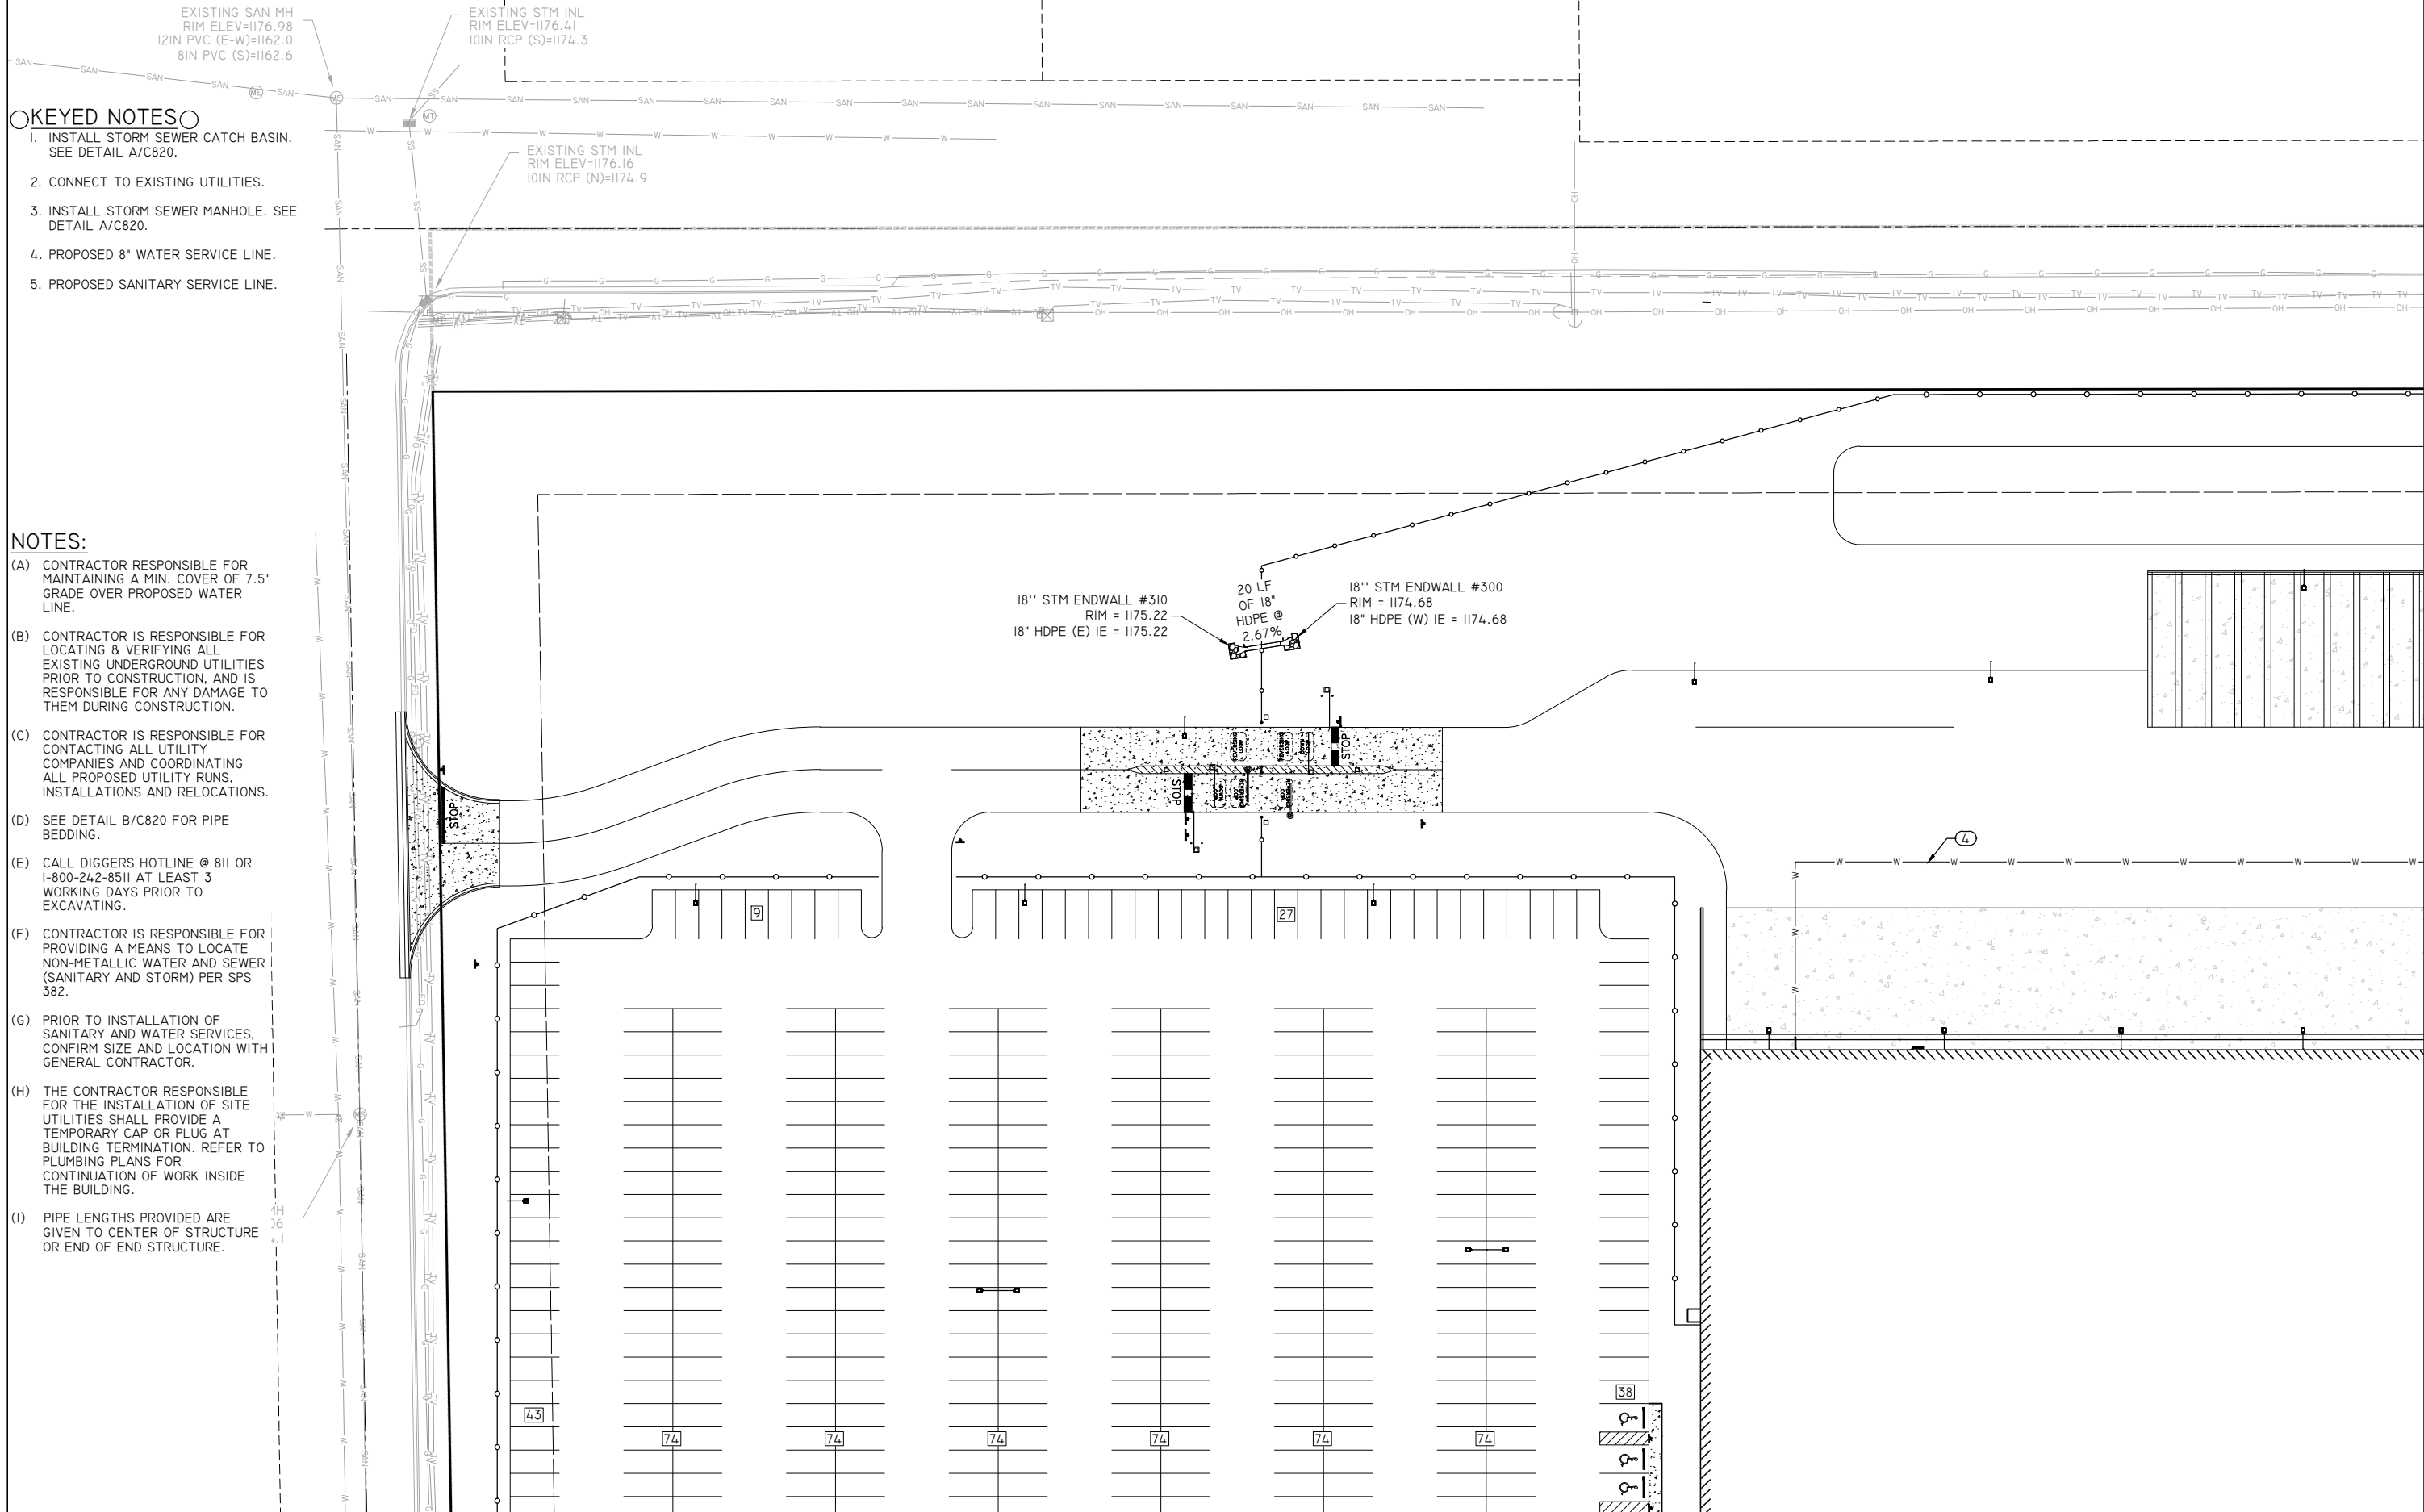 EXISTING SAN MH
RIM ELEV=1176.98
12IN PVC (E-W)=1162.0
8IN PVC (S)=1162.6
EXISTING STM INL
RIM ELEV=1176.41
10IN RCP (S)=1174.3
EXISTING STM INL
RIM ELEV=1176.16
10IN RCP (N)=1174.9
KEYED NOTES
1. INSTALL STORM SEWER CATCH BASIN.
SEE DETAIL A/C820.
2. CONNECT TO EXISTING UTILITIES.
3. INSTALL STORM SEWER MANHOLE. SEE
DETAIL A/C820.
4. PROPOSED 8" WATER SERVICE LINE.
5. PROPOSED SANITARY SERVICE LINE.
NOTES:
(A) CONTRACTOR RESPONSIBLE FOR
MAINTAINING A MIN. COVER OF 7.5'
GRADE OVER PROPOSED WATER
LINE.
(B) CONTRACTOR IS RESPONSIBLE FOR
LOCATING & VERIFYING ALL
EXISTING UNDERGROUND UTILITIES
PRIOR TO CONSTRUCTION, AND IS
RESPONSIBLE FOR ANY DAMAGE TO
THEM DURING CONSTRUCTION.
(C) CONTRACTOR IS RESPONSIBLE FOR
CONTACTING ALL UTILITY
COMPANIES AND COORDINATING
ALL PROPOSED UTILITY RUNS,
INSTALLATIONS AND RELOCATIONS.
(D) SEE DETAIL B/C820 FOR PIPE
BEDDING.
(E) CALL DIGGERS HOTLINE @ 811 OR
1-800-242-8511 AT LEAST 3
WORKING DAYS PRIOR TO
EXCAVATING.
(F) CONTRACTOR IS RESPONSIBLE FOR
PROVIDING A MEANS TO LOCATE
NON-METALLIC WATER AND SEWER
(SANITARY AND STORM) PER SPS
382.
(G) PRIOR TO INSTALLATION OF
SANITARY AND WATER SERVICES,
CONFIRM SIZE AND LOCATION WITH
GENERAL CONTRACTOR.
(H) THE CONTRACTOR RESPONSIBLE
FOR THE INSTALLATION OF SITE
UTILITIES SHALL PROVIDE A
TEMPORARY CAP OR PLUG AT
BUILDING TERMINATION. REFER TO
PLUMBING PLANS FOR
CONTINUATION OF WORK INSIDE
THE BUILDING.
(I) PIPE LENGTHS PROVIDED ARE
GIVEN TO CENTER OF STRUCTURE
OR END OF END STRUCTURE.
18'' STM ENDWALL #310
RIM = 1175.22
18" HDPE (E) IE = 1175.22
20 LF
OF 18"
HDPE @
2.67%
18'' STM ENDWALL #300
RIM = 1174.68
18" HDPE (W) IE = 1174.68
STOP
STOP
STOP
4
9
27
38
43
74
74
74
74
74
74